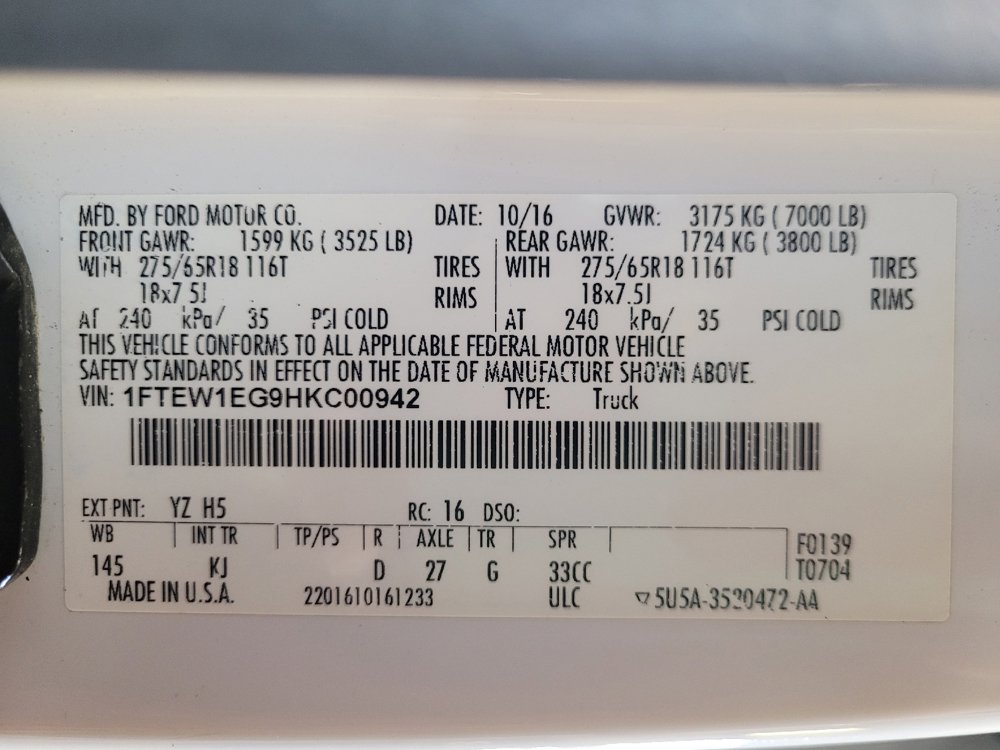 MFD. BY FORD MOTOR CO. DATE: 10/16 GVWR: 3175 KG ( 7000 LB)
FRONT GAWR: 1599 KG ( 3525 LB) REAR GAWR: 1724 KG ( 3800 LB)
WITH 275/65R18 116T TIRES WITH 275/65R18 116T TIRES
18x7.5J RIMS 18x7.5J RIMS
AT 240 kPa/ 35 PSI COLD AT 240 kPa/ 35 PSI COLD
THIS VEHICLE CONFORMS TO ALL APPLICABLE FEDERAL MOTOR VEHICLE
SAFETY STANDARDS IN EFFECT ON THE DATE OF MANUFACTURE SHOWN ABOVE.
VIN: 1FTEW1EG9HKC00942 TYPE: Truck
EXT PNT: YZ H5 RC: 16 DSO:
WB INT TR TP/PS R AXLE TR SPR F0139
145 KJ D 27 G 33CC T0704
MADE IN U.S.A. 2201610161233 ULC 5U5A-3520472-AA